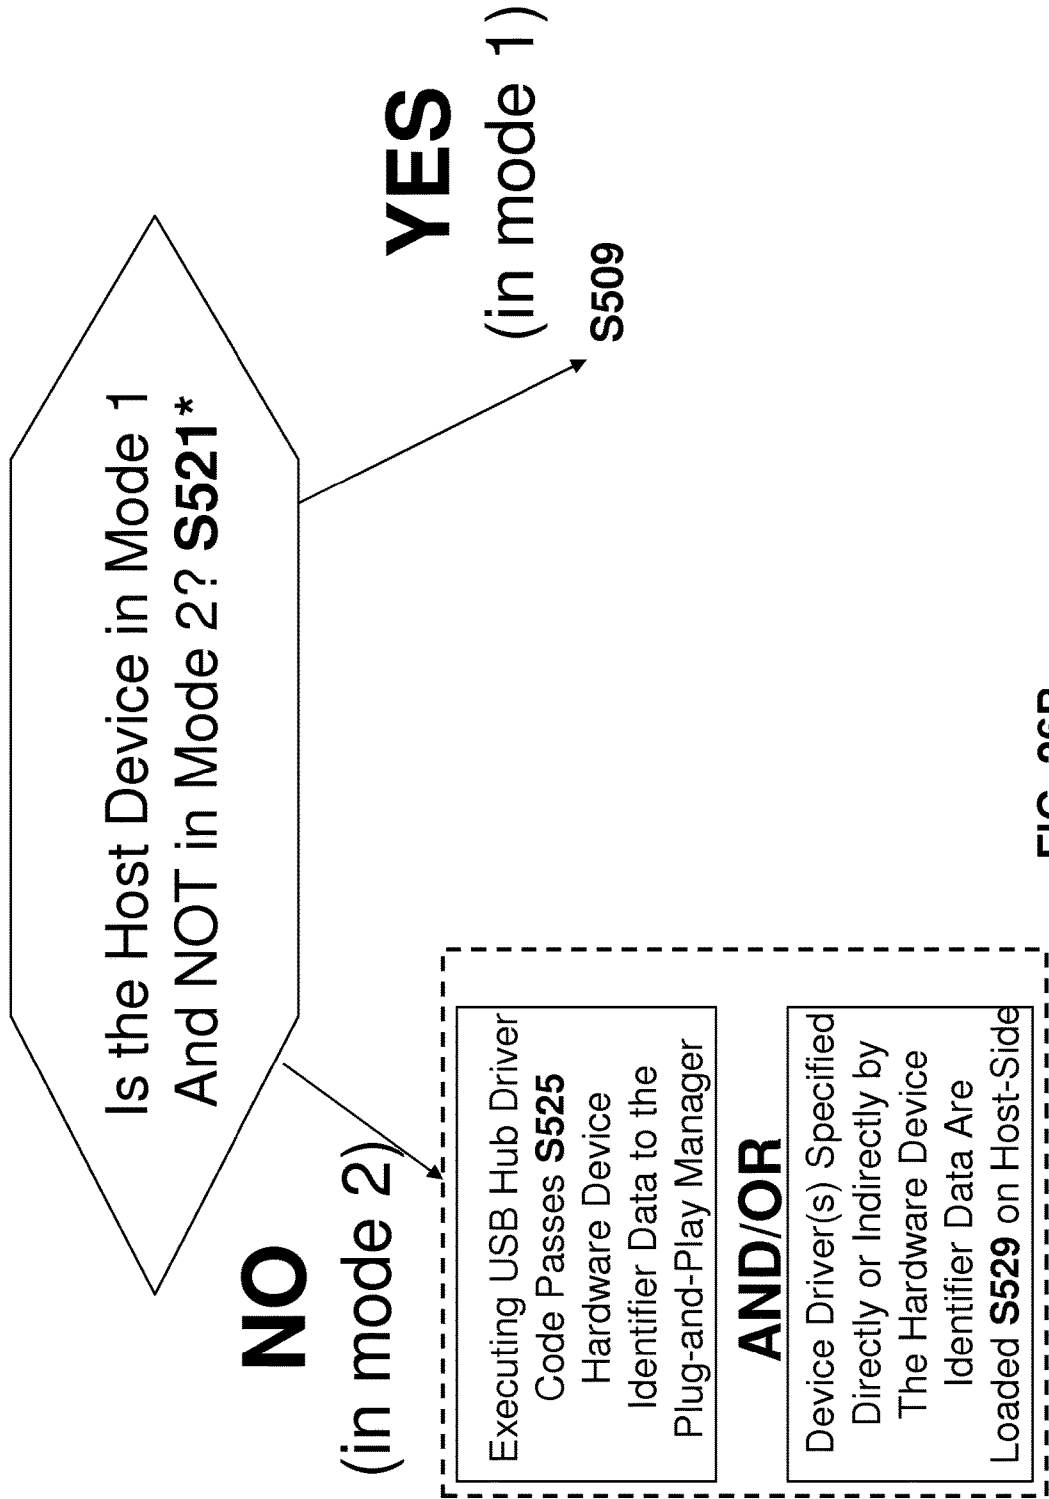 Is the Host Device in Mode 1
And NOT in Mode 2? S521*
NO
(in mode 2)
YES
(in mode 1)
S509
Executing USB Hub Driver
Code Passes S525
Hardware Device
Identifier Data to the
Plug-and-Play Manager
AND/OR
Device Driver(s) Specified
Directly or Indirectly by
The Hardware Device
Identifier Data Are
Loaded S529 on Host-Side
FIG.